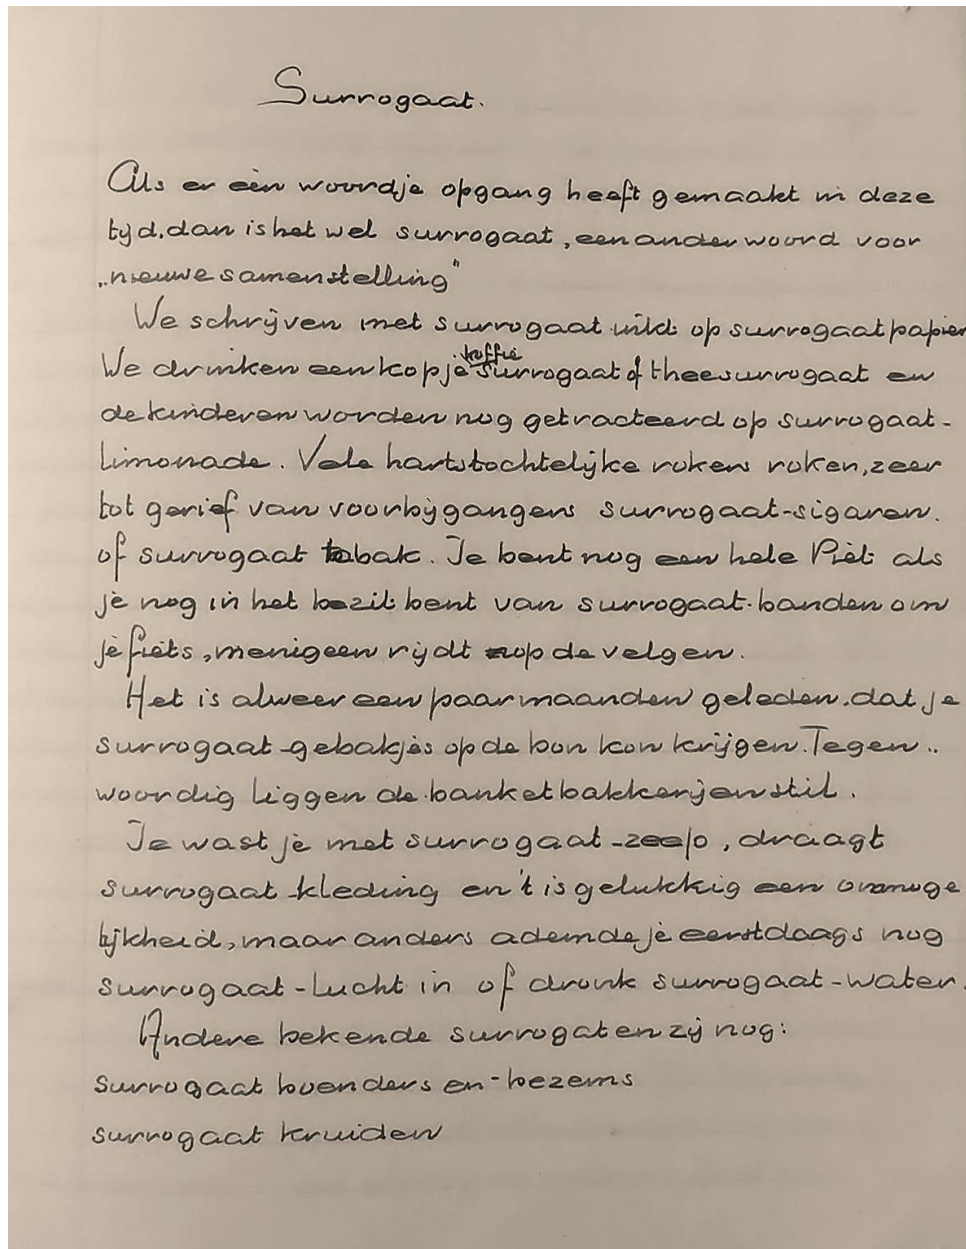 Surrogaat.
Als er één woordje opgang heeft gemaakt in deze
tyd. dan is het wel surrogaat, een ander woord voor
„nieuwe samenstelling"
We schrijven met surrogaat inkt op surrogaatpapier
We drinken een kopje koffie surrogaat of theesurrogaat en
de kinderen worden nog getracteerd op surrogaat-
limonade. Vele hartstochtelijke rokers roken, zeer
tot gerief van voorbijgangers surrogaat-sigaren.
of surrogaat tabak. Je bent nog een hele Piet als
je nog in het bezit bent van surrogaat-banden om
je fiets, menigeen rijdt op de velgen.
Het is alweer een paar maanden geleden. dat je
surrogaat-gebakjes op de bon kon krijgen. Tegen..
woordig liggen de banketbakkerijen stil.
Je wast je met surrogaat-zeep, draagt
surrogaat-kleding en 't is gelukkig een onmoge
lijkheid, maar anders ademde je eerstdaags nog
surrogaat-lucht in of dronk surrogaat-water.
Andere bekende surrogaten zij nog:
surrogaat boenders en-bezems
surrogaat kruiden